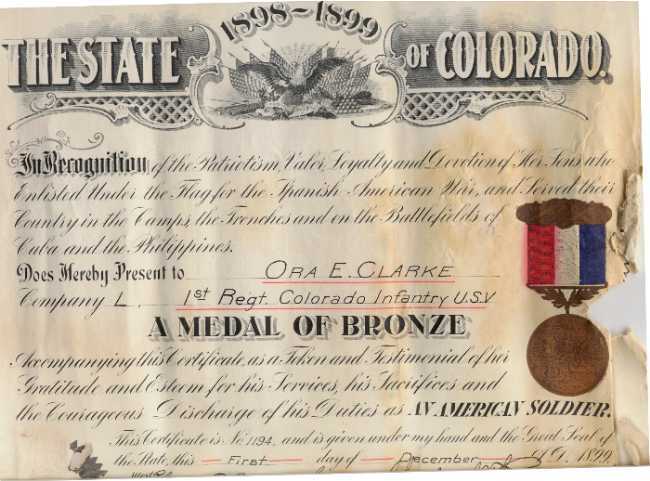 1898–1899
THE STATE OF COLORADO.
In Recognition of the Patriotism, Valor, Loyalty and Devotion of Her Sons who
Enlisted Under the Flag for the Spanish-American War, and Served their
Country in the Camps, the Trenches and on the Battlefields of
Cuba and the Philippines.
Does Hereby Present to ORA E. CLARKE
Company L. 1st Regt. Colorado Infantry U.S.V
A MEDAL OF BRONZE
Accompanying this Certificate, as a Token and Testimonial of her
Gratitude and Esteem for his Services, his Sacrifices and
the Courageous Discharge of his Duties as AN AMERICAN SOLDIER.
This Certificate is No. 1194, and is given under my hand and the Great Seal of
the State, this First day of December A.D. 1899